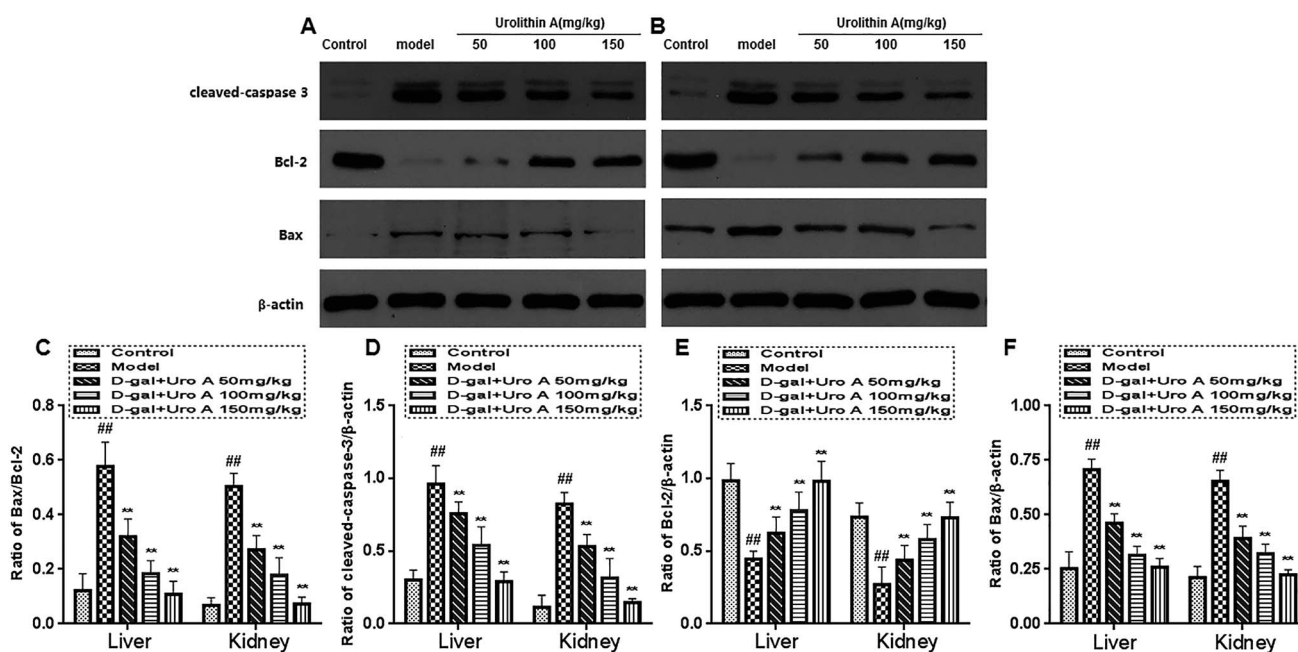 A
Urolithin A(mg/kg)
Control model 50 100 150
cleaved-caspase 3
Bcl-2
Bax
β-actin
B
Urolithin A(mg/kg)
Control model 50 100 150
C
Control
Model
D-gal+Uro A 50mg/kg
D-gal+Uro A 100mg/kg
D-gal+Uro A 150mg/kg
Ratio of Bax/Bcl-2
0.8
0.6
0.4
0.2
0.0
## ** ** **
## ** ** **
Liver Kidney
D
Control
Model
D-gal+Uro A 50mg/kg
D-gal+Uro A 100mg/kg
D-gal+Uro A 150mg/kg
Ratio of cleaved-caspase-3/β-actin
1.5
1.0
0.5
0.0
## ** ** **
## ** ** **
Liver Kidney
E
Control
Model
D-gal+Uro A 50mg/kg
D-gal+Uro A 100mg/kg
D-gal+Uro A 150mg/kg
Ratio of Bcl-2/β-actin
1.5
1.0
0.5
0.0
## ** ** **
## ** ** **
Liver Kidney
F
Control
Model
D-gal+Uro A 50mg/kg
D-gal+Uro A 100mg/kg
D-gal+Uro A 150mg/kg
Ratio of Bax/β-actin
1.00
0.75
0.50
0.25
0.00
## ** ** **
## ** ** **
Liver Kidney